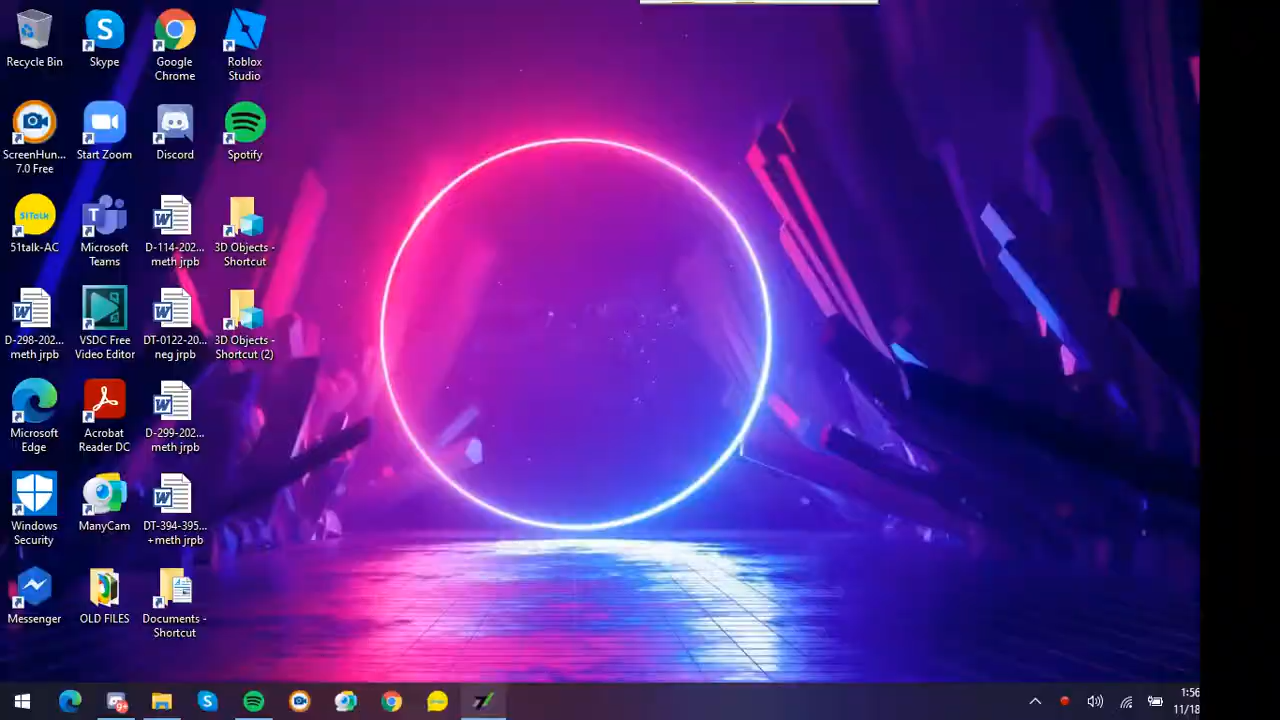 Recycle Bin
Skype
Google
Chrome
Roblox
Studio
ScreenHun...
7.0 Free
Start Zoom
Discord
Spotify
51Talk
51talk-AC
Microsoft
Teams
D-114-202...
meth jrpb
3D Objects -
Shortcut
D-298-202...
meth jrpb
VSDC Free
Video Editor
DT-0122-20...
neg jrpb
3D Objects -
Shortcut (2)
Microsoft
Edge
Acrobat
Reader DC
D-299-202...
meth jrpb
Windows
Security
ManyCam
DT-394-395...
+meth jrpb
Messenger
OLD FILES
Documents -
Shortcut
1:56
11/18